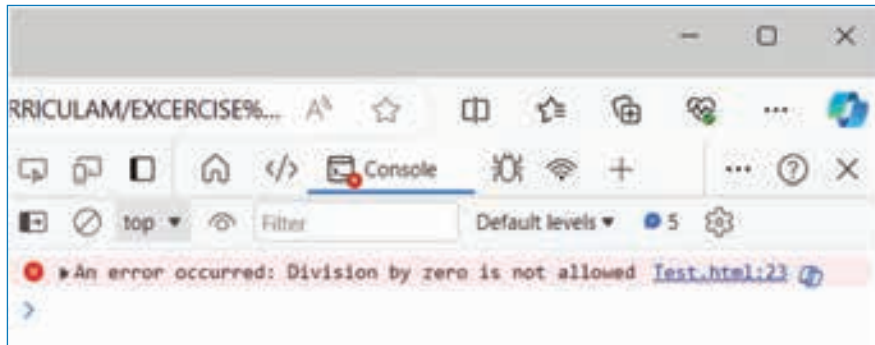 RRICULAM/EXCERCISE%... A
Console
top Filter Default levels 5
An error occurred: Division by zero is not allowed Test.html:23